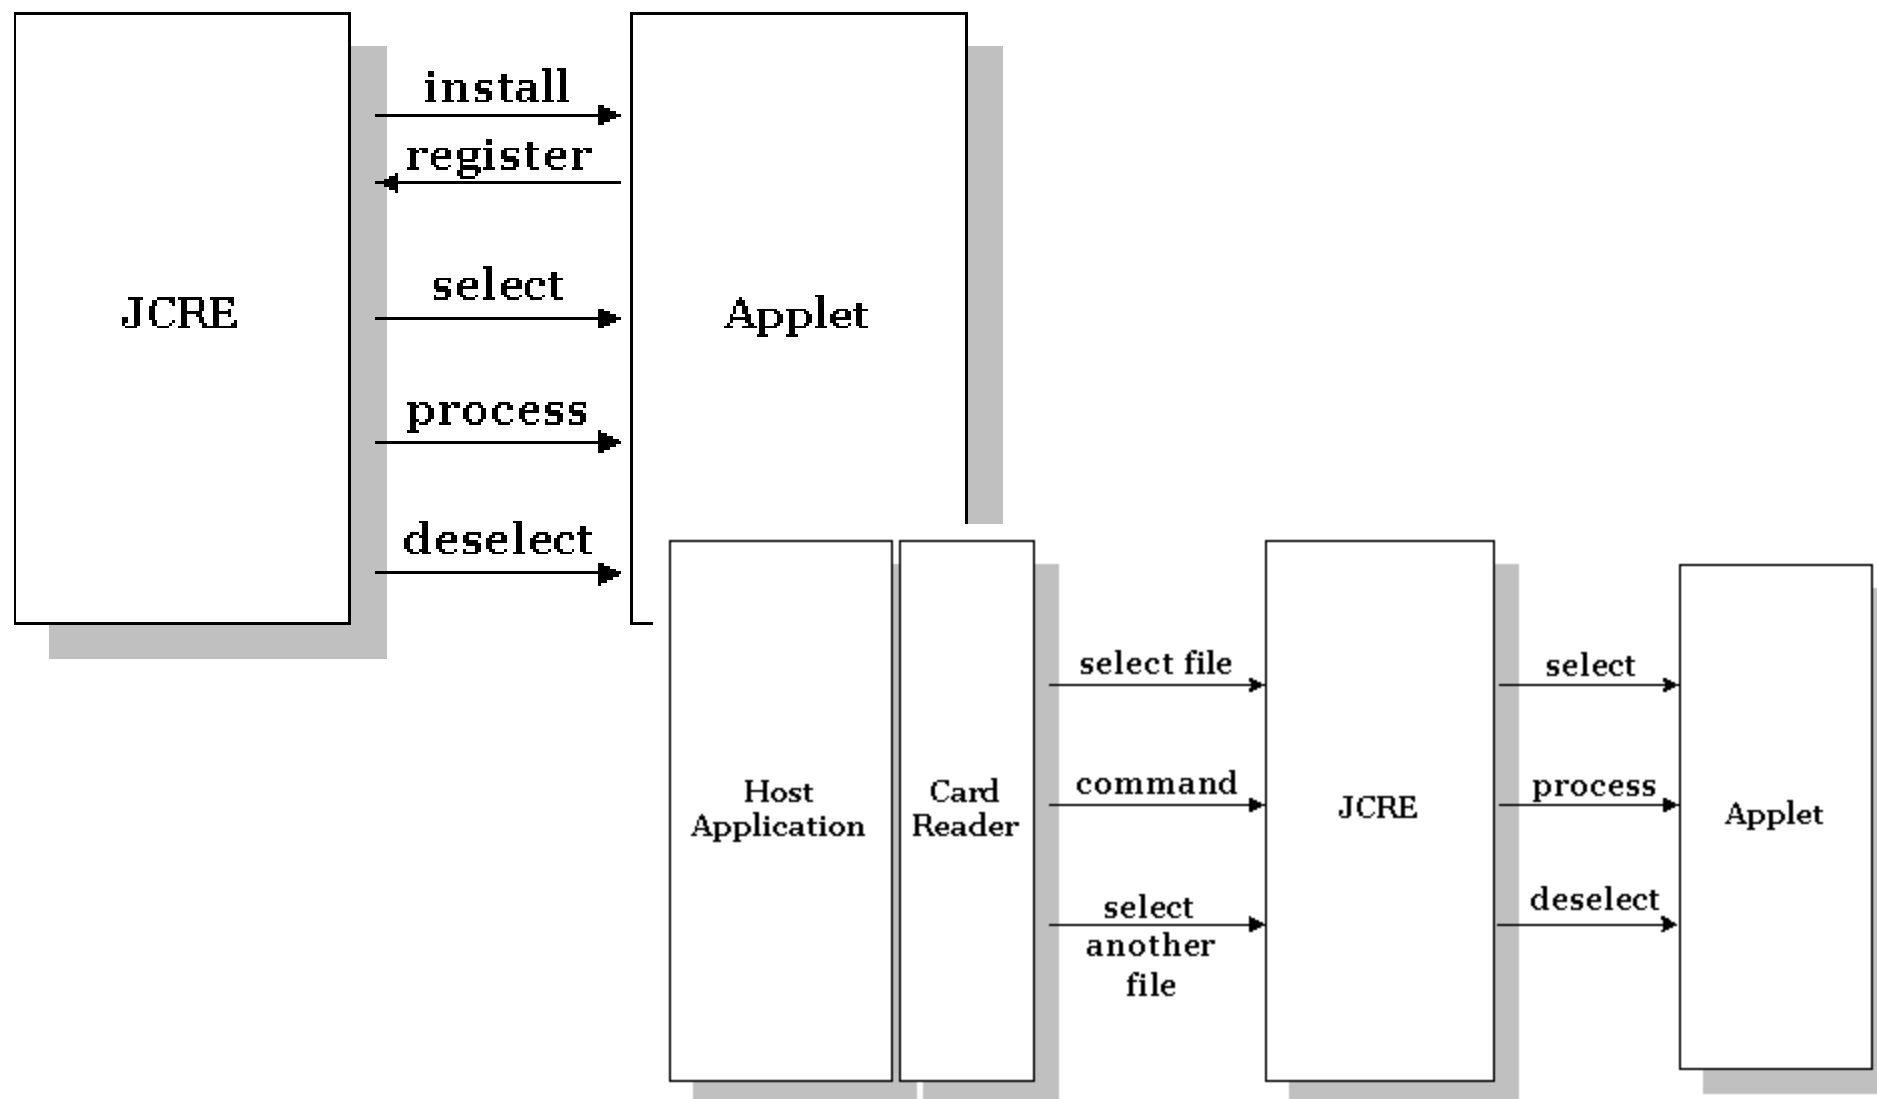 install
register
select
JCRE
Applet
process
deselect
select file
select
Host
Application
Card
Reader
command
process
JCRE
Applet
select
another
file
deselect